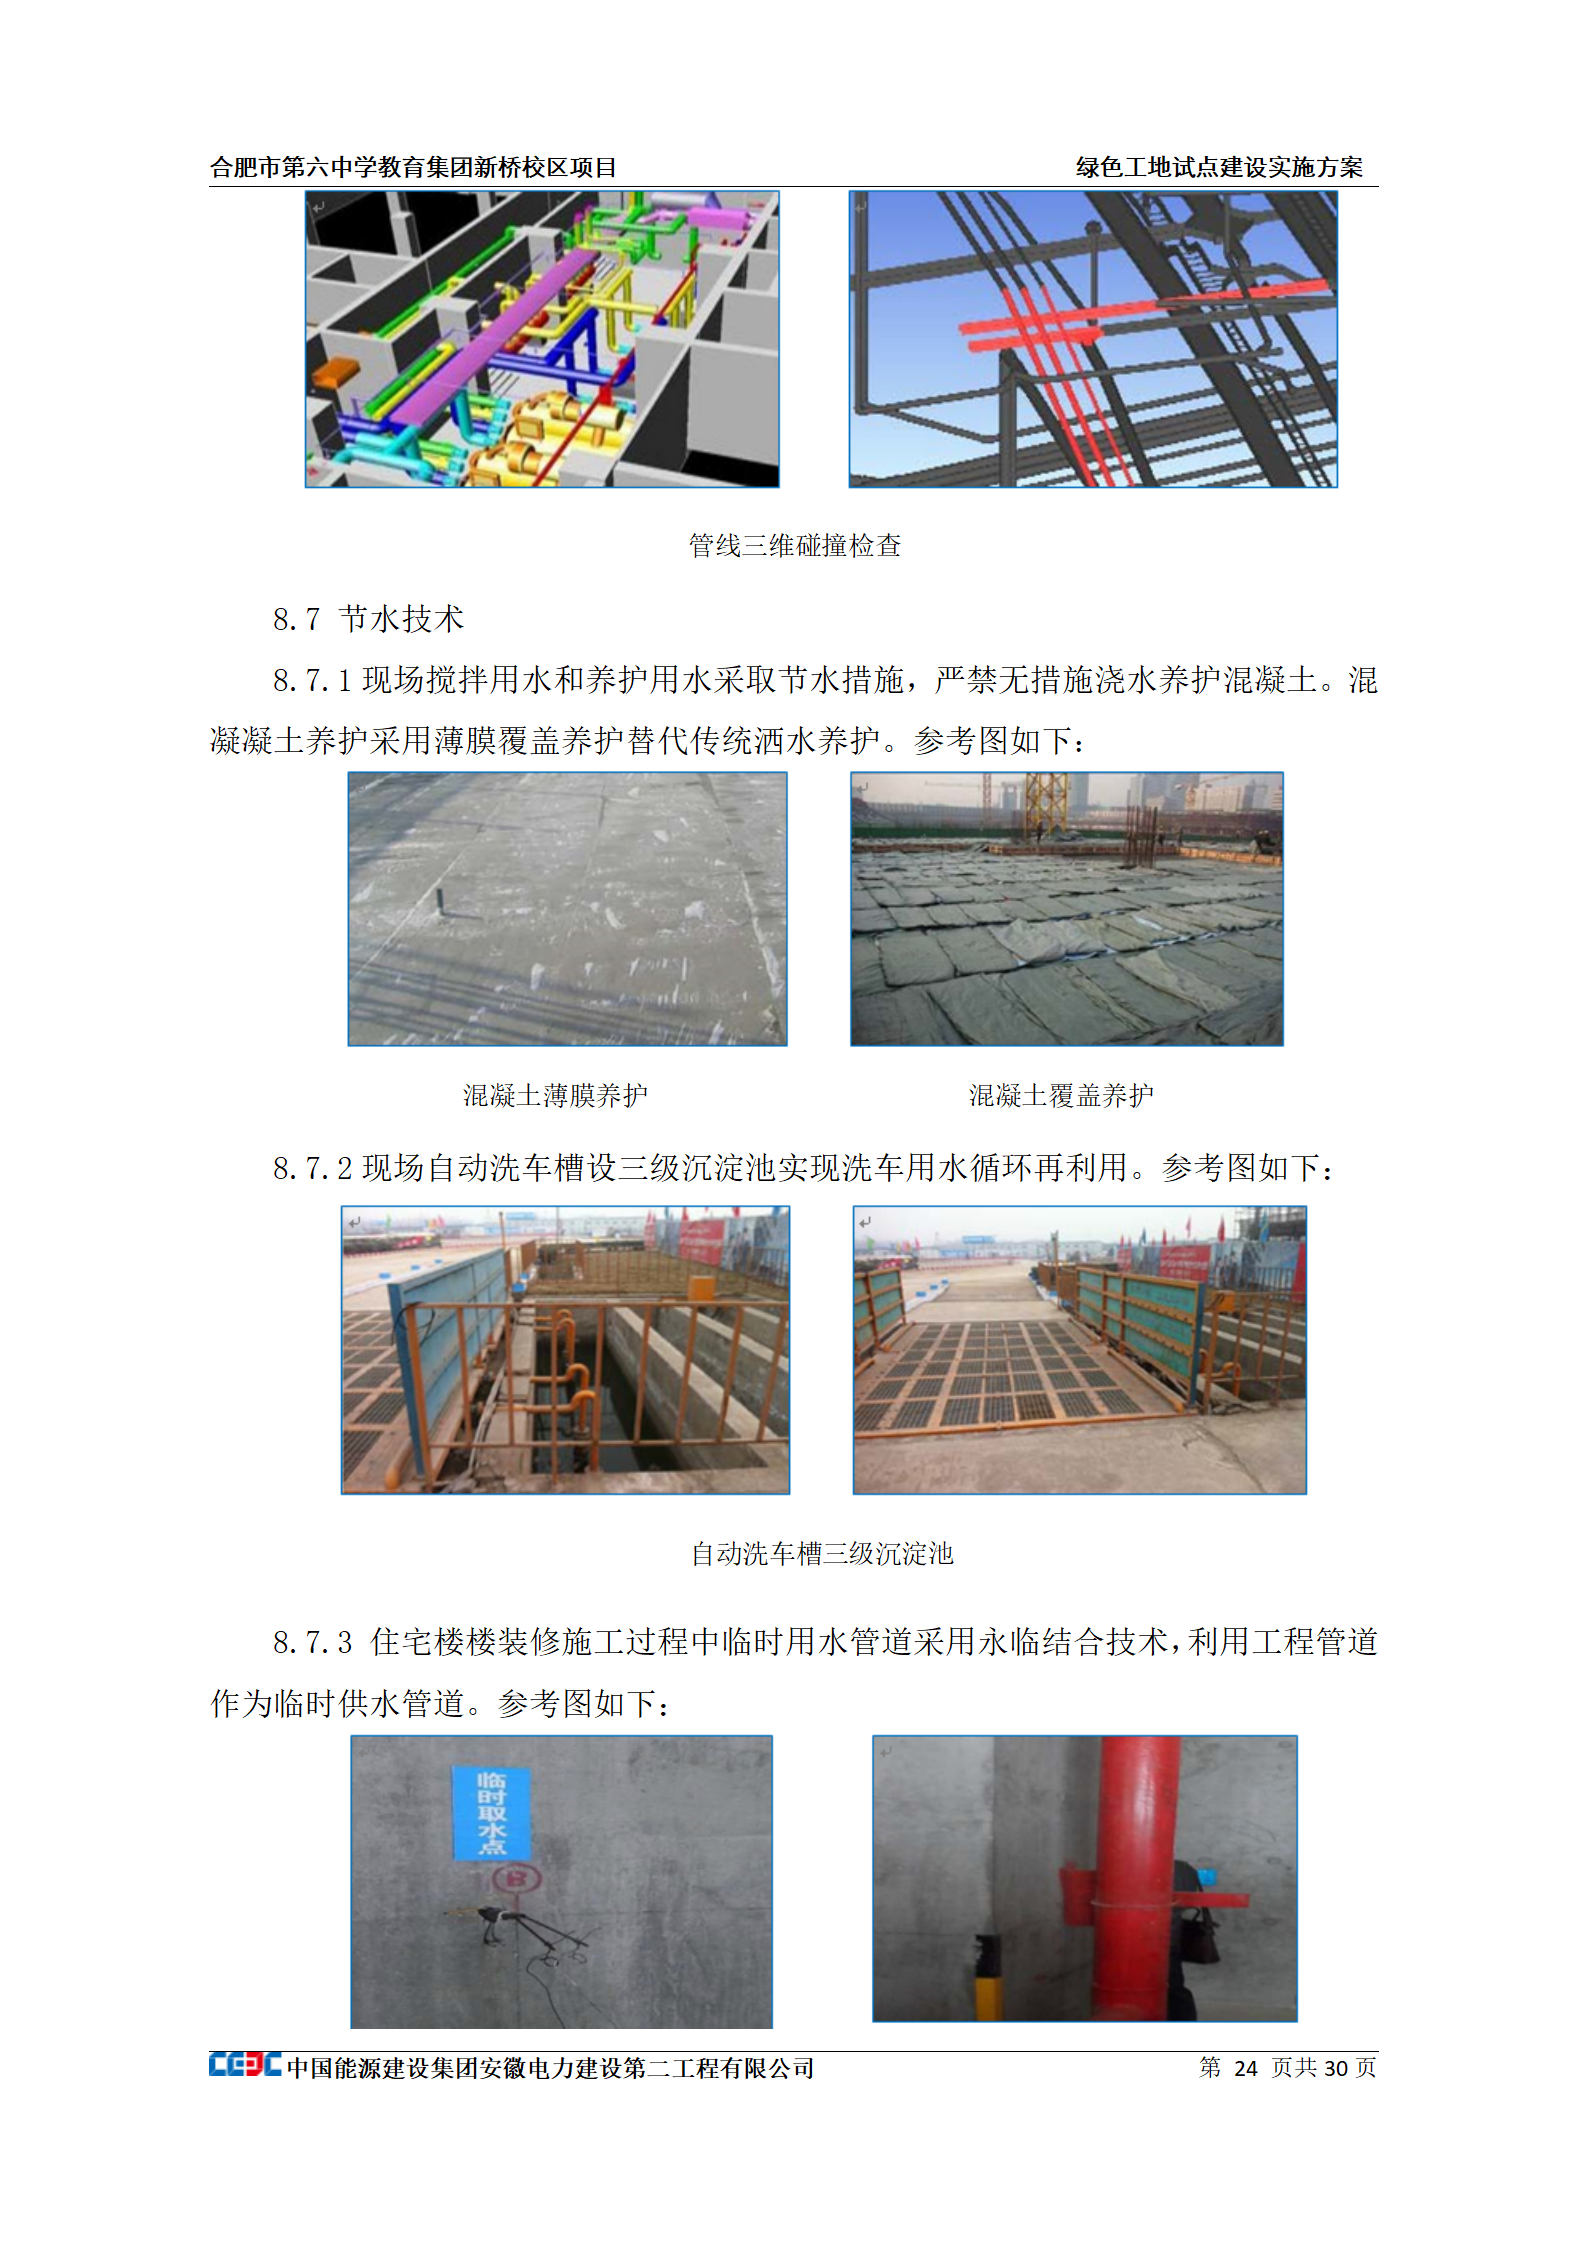 合肥市第六中学教育集团新桥校区项目 绿色工地试点建设实施方案
管线三维碰撞检查
8.7 节水技术
8.7.1现场搅拌用水和养护用水采取节水措施，严禁无措施浇水养护混凝土。混
凝凝土养护采用薄膜覆盖养护替代传统洒水养护。参考图如下：
混凝土薄膜养护 混凝土覆盖养护
8.7.2现场自动洗车槽设三级沉淀池实现洗车用水循环再利用。参考图如下：
自动洗车槽三级沉淀池
8.7.3 住宅楼楼装修施工过程中临时用水管道采用永临结合技术，利用工程管道
作为临时供水管道。参考图如下：
临时取水点
B
中国能源建设集团安徽电力建设第二工程有限公司 第 24 页共 30 页